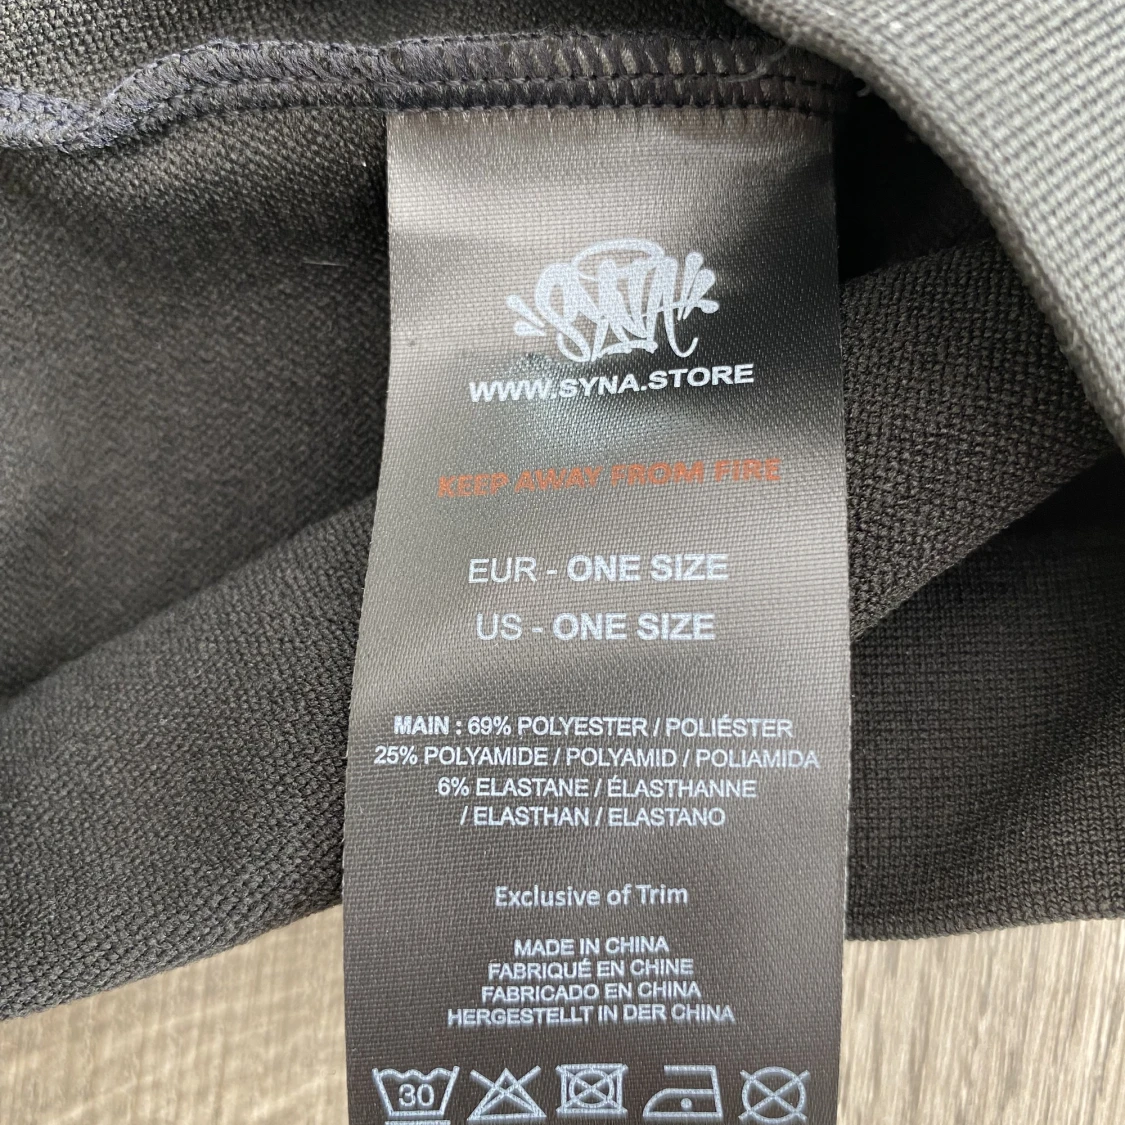 SYNA
WWW.SYNA.STORE
KEEP AWAY FROM FIRE
EUR - ONE SIZE
US - ONE SIZE
MAIN : 69% POLYESTER / POLIÉSTER
25% POLYAMIDE / POLYAMID / POLIAMIDA
6% ELASTANE / ÉLASTHANNE
/ ELASTHAN / ELASTANO
Exclusive of Trim
MADE IN CHINA
FABRIQUÉ EN CHINE
FABRICADO EN CHINA
HERGESTELLT IN DER CHINA
30